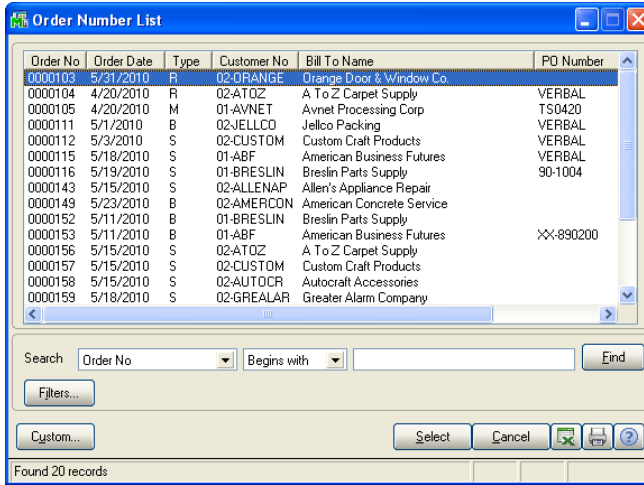 Order Number List
Order No Order Date Type Customer No Bill To Name PO Number
0000103 5/31/2010 R 02-ORANGE Orange Door & Window Co.
0000104 4/20/2010 R 02-ATOZ A To Z Carpet Supply VERBAL
0000105 4/20/2010 M 01-AVNET Avnet Processing Corp TS0420
0000111 5/1/2010 B 02-JELLCO Jellco Packing VERBAL
0000112 5/3/2010 S 02-CUSTOM Custom Craft Products VERBAL
0000115 5/18/2010 S 01-ABF American Business Futures VERBAL
0000116 5/19/2010 S 01-BRESLIN Breslin Parts Supply 90-1004
0000143 5/15/2010 S 02-ALLENAP Allen's Appliance Repair
0000149 5/23/2010 B 02-AMERCON American Concrete Service
0000152 5/11/2010 B 01-BRESLIN Breslin Parts Supply
0000153 5/11/2010 B 01-ABF American Business Futures XX-890200
0000156 5/15/2010 S 02-ATOZ A To Z Carpet Supply
0000157 5/15/2010 S 02-CUSTOM Custom Craft Products
0000158 5/15/2010 S 02-AUTOCR Autocraft Accessories
0000159 5/18/2010 S 02-GREALAR Greater Alarm Company
Search Order No Begins with Find
Filters...
Custom... Select Cancel
Found 20 records